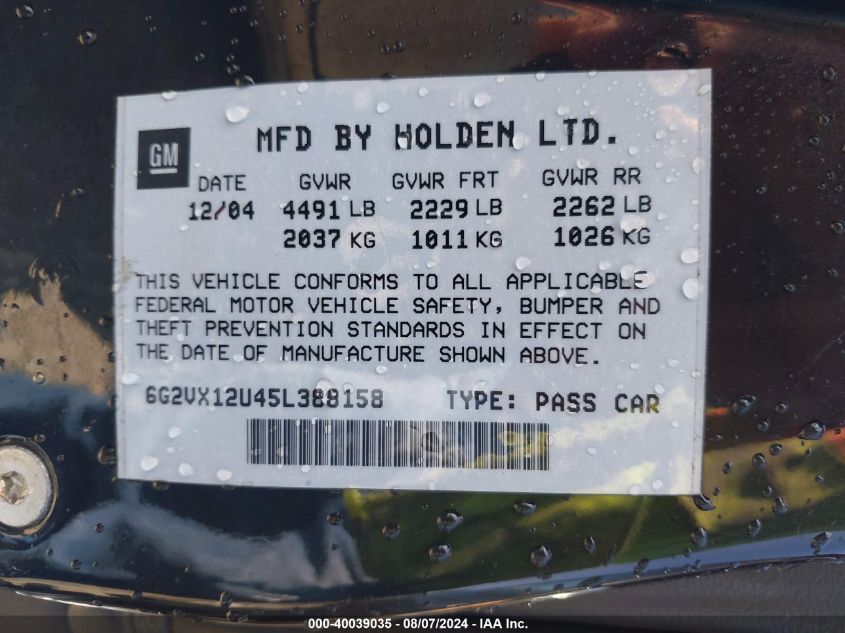 GM
MFD BY HOLDEN LTD.
DATE GVWR GVWR FRT GVWR RR
12/04 4491 LB 2229 LB 2262 LB
2037 KG 1011 KG 1026 KG
THIS VEHICLE CONFORMS TO ALL APPLICABLE
FEDERAL MOTOR VEHICLE SAFETY, BUMPER AND
THEFT PREVENTION STANDARDS IN EFFECT ON
THE DATE OF MANUFACTURE SHOWN ABOVE.
6G2VX12U45L388158 TYPE: PASS CAR
000-40039035 - 08/07/2024 - IAA Inc.